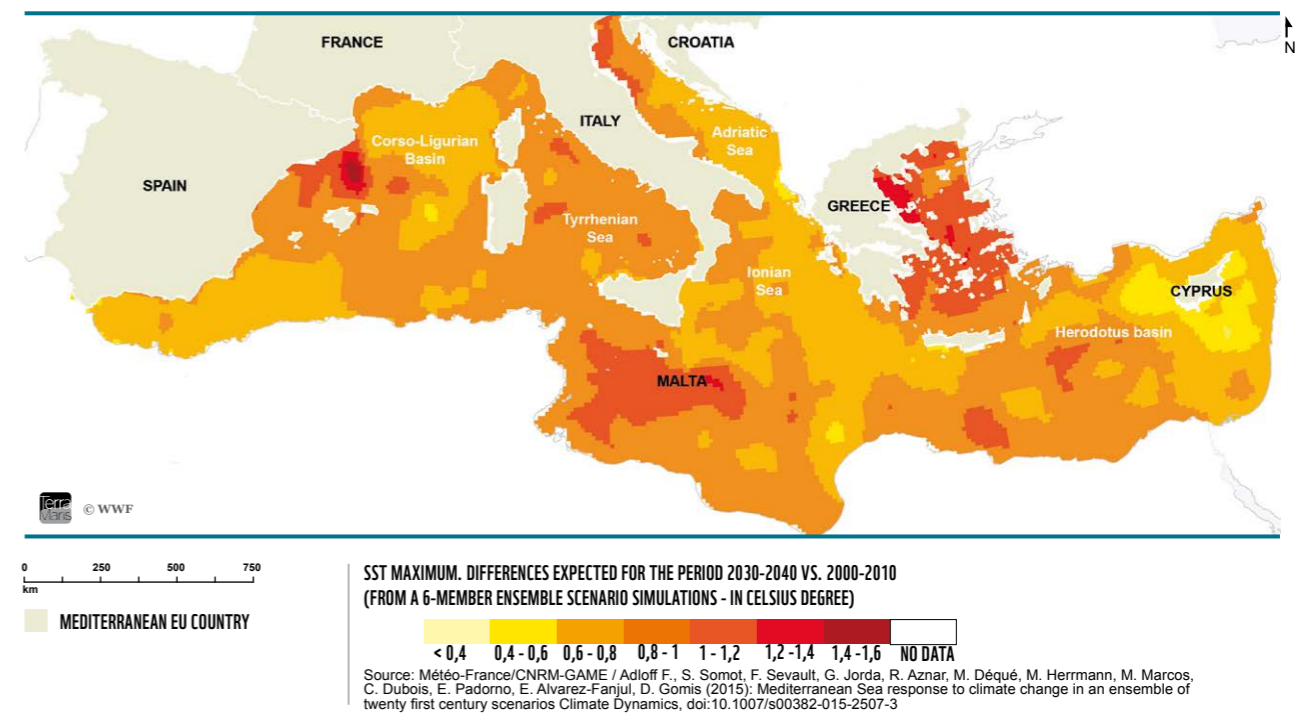 FRANCE
CROATIA
N
ITALY
Corso-Ligurian
Basin
Adriatic
Sea
SPAIN
GREECE
Tyrrhenian
Sea
Ionian
Sea
CYPRUS
Herodotus basin
MALTA
Terra
Maris
© WWF
0 250 500 750
km
MEDITERRANEAN EU COUNTRY
SST MAXIMUM. DIFFERENCES EXPECTED FOR THE PERIOD 2030-2040 VS. 2000-2010
(FROM A 6-MEMBER ENSEMBLE SCENARIO SIMULATIONS - IN CELSIUS DEGREE)
< 0,4 0,4 - 0,6 0,6 - 0,8 0,8 - 1 1 - 1,2 1,2 -1,4 1,4 -1,6 NO DATA
Source: Météo-France/CNRM-GAME / Adloff F., S. Somot, F. Sevault, G. Jorda, R. Aznar, M. Déqué, M. Herrmann, M. Marcos,
C. Dubois, E. Padorno, E. Alvarez-Fanjul, D. Gomis (2015): Mediterranean Sea response to climate change in an ensemble of
twenty first century scenarios Climate Dynamics, doi:10.1007/s00382-015-2507-3